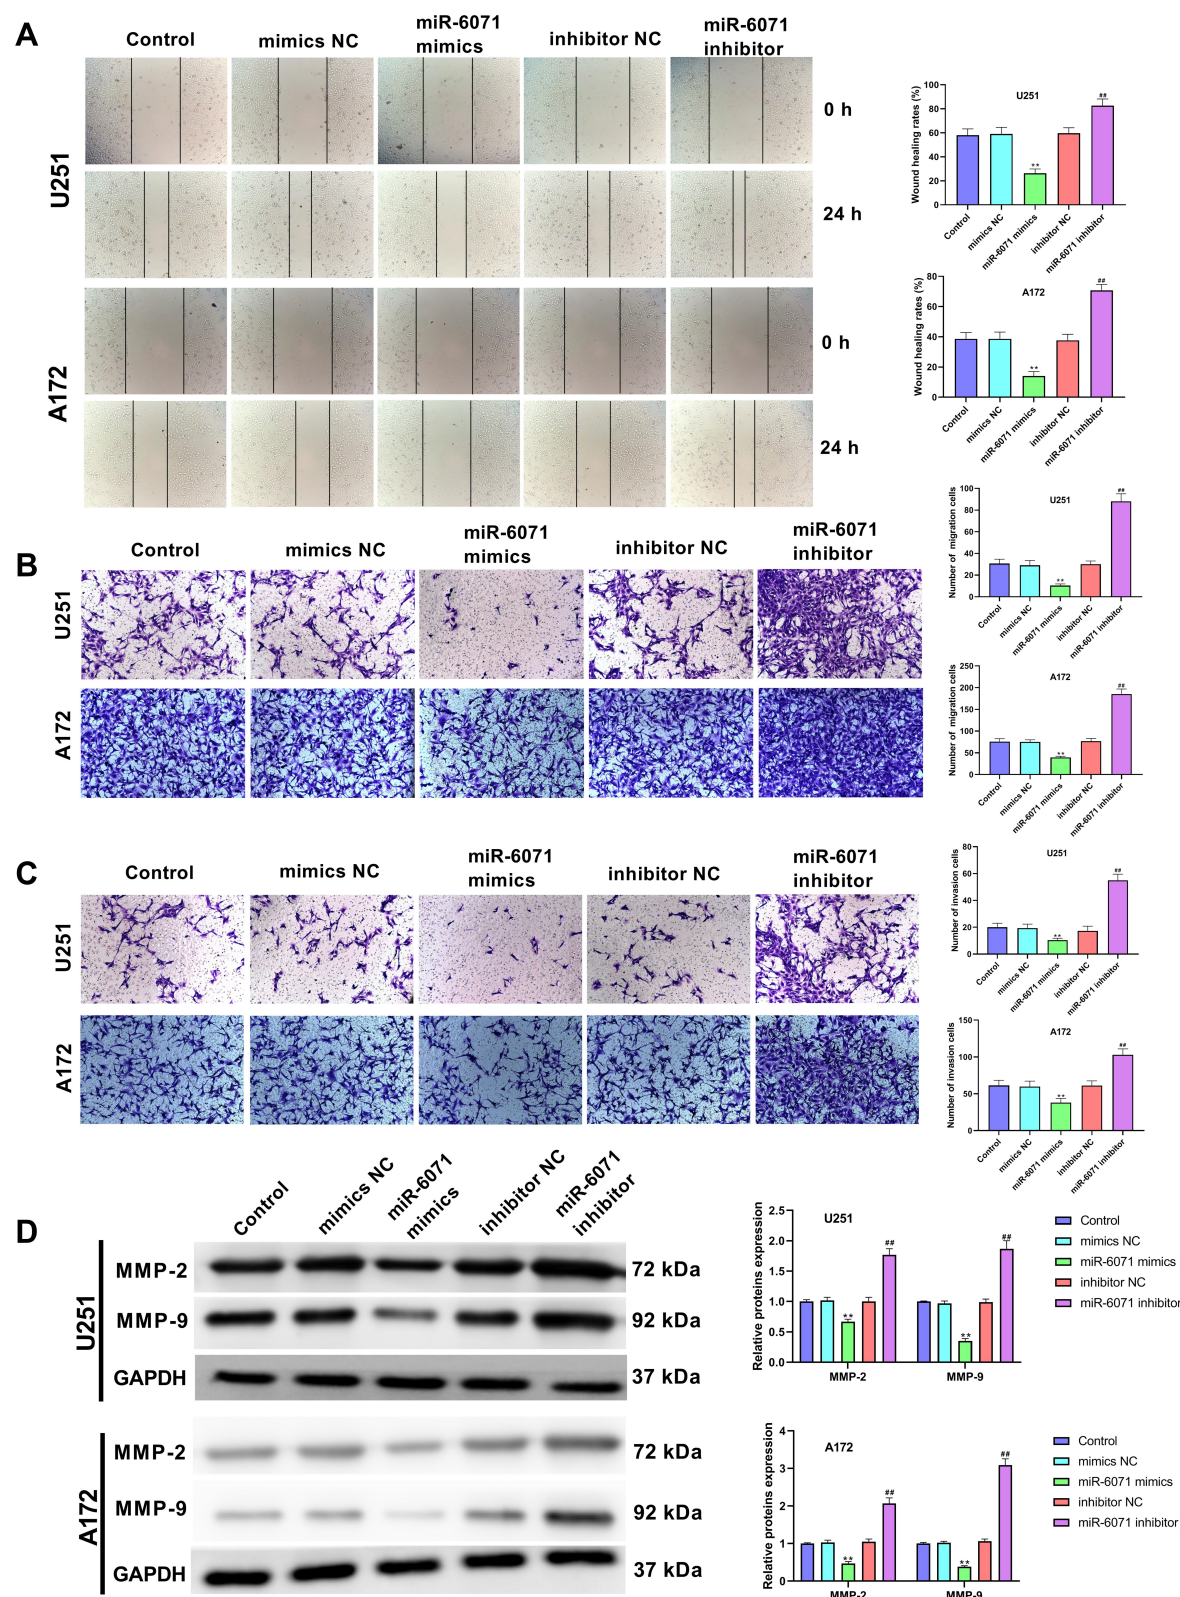 A
Control
mimics NC
miR-6071
mimics
inhibitor NC
miR-6071
inhibitor
U251
0 h
24 h
A172
0 h
24 h
Wound healing rates (%)
U251
100
80
60
40
20
0
**
##
Control
mimics NC
miR-6071 mimics
inhibitor NC
miR-6071 inhibitor
Wound healing rates (%)
A172
80
60
40
20
0
**
##
Control
mimics NC
miR-6071 mimics
inhibitor NC
miR-6071 inhibitor
B
Control
mimics NC
miR-6071
mimics
inhibitor NC
miR-6071
inhibitor
U251
A172
Number of migration cells
U251
100
80
60
40
20
0
**
##
Control
mimics NC
miR-6071 mimics
inhibitor NC
miR-6071 inhibitor
Number of migration cells
A172
250
200
150
100
50
0
**
##
Control
mimics NC
miR-6071 mimics
inhibitor NC
miR-6071 inhibitor
C
Control
mimics NC
miR-6071
mimics
inhibitor NC
miR-6071
inhibitor
U251
A172
Number of invasion cells
U251
80
60
40
20
0
**
##
Control
mimics NC
miR-6071 mimics
inhibitor NC
miR-6071 inhibitor
Number of invasion cells
A172
150
100
50
0
**
##
Control
mimics NC
miR-6071 mimics
inhibitor NC
miR-6071 inhibitor
D
Control
mimics NC
miR-6071
mimics
inhibitor NC
miR-6071
inhibitor
U251
MMP-2
72 kDa
MMP-9
92 kDa
GAPDH
37 kDa
A172
MMP-2
72 kDa
MMP-9
92 kDa
GAPDH
37 kDa
Relative proteins expression
U251
2.5
2.0
1.5
1.0
0.5
0.0
**
##
**
##
MMP-2
MMP-9
Control
mimics NC
miR-6071 mimics
inhibitor NC
miR-6071 inhibitor
Relative proteins expression
A172
4
3
2
1
0
**
##
**
##
MMP-2
MMP-9
Control
mimics NC
miR-6071 mimics
inhibitor NC
miR-6071 inhibitor